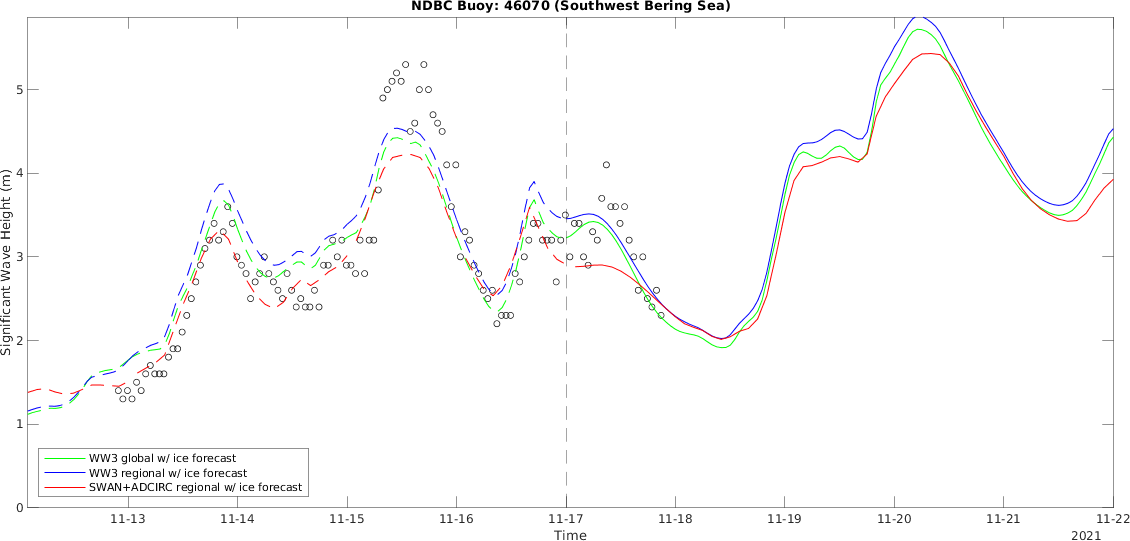 NDBC Buoy: 46070 (Southwest Bering Sea)
Significant Wave Height (m)
5
4
3
2
1
0
WW3 global w/ ice forecast
WW3 regional w/ ice forecast
SWAN+ADCIRC regional w/ ice forecast
11-13 11-14 11-15 11-16 11-17 11-18 11-19 11-20 11-21 11-22
Time
2021